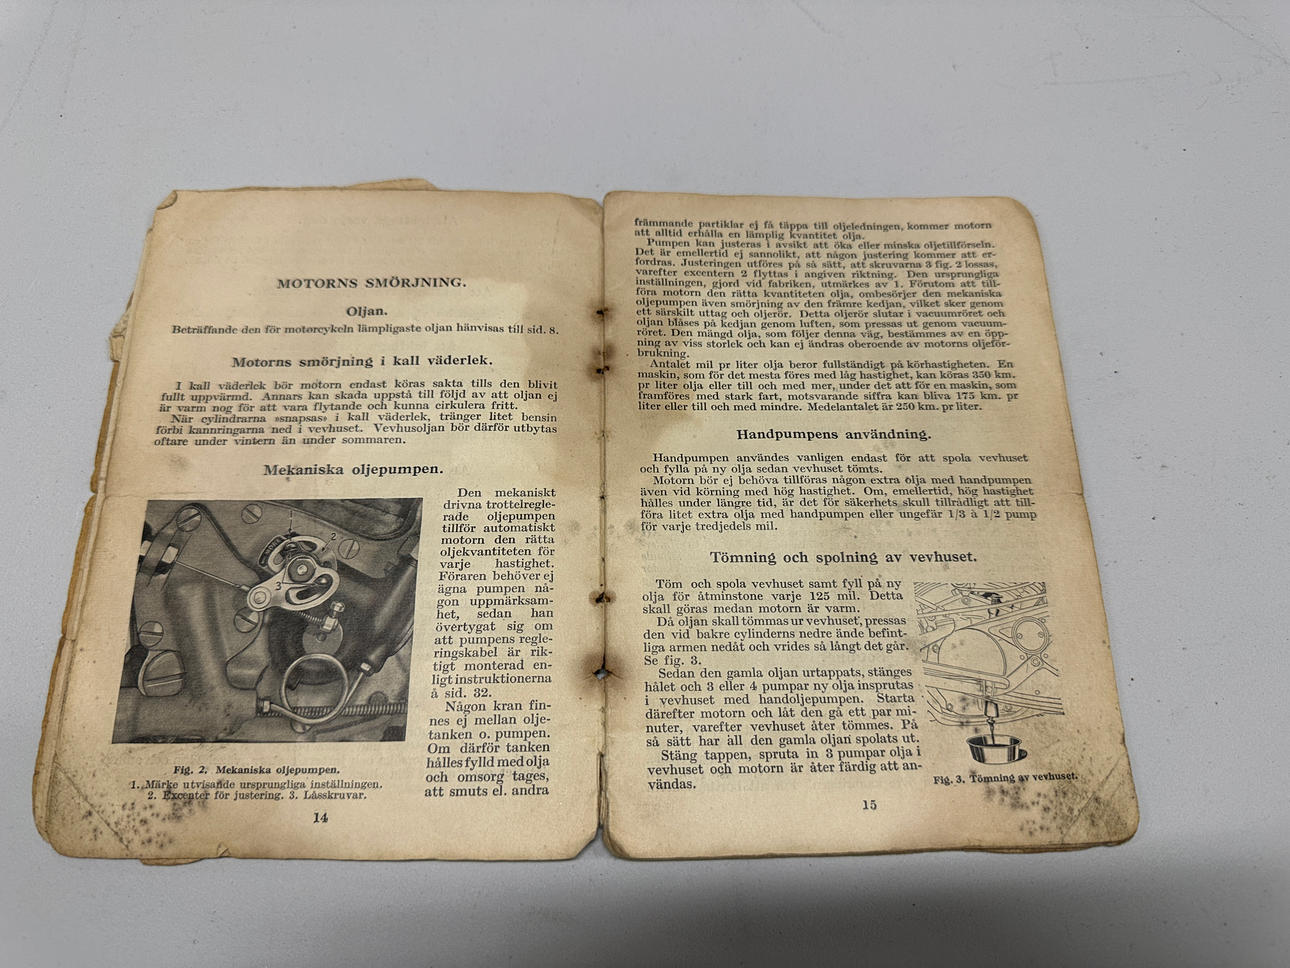 MOTORNS SMÖRJNING.
Oljan.
Beträffande den för motorcykeln lämpligaste oljan hänvisas till sid. 8.
Motorns smörjning i kall väderlek.
I kall väderlek bör motorn endast köras sakta tills den blivit
fullt uppvärmd. Annars kan skada uppstå till följd av att oljan ej
är varm nog för att vara flytande och kunna cirkulera fritt.
När cylindrarna »snapsas» i kall väderlek, tränger litet bensin
förbi kannringarna ned i vevhuset. Vevhusoljan bör därför utbytas
oftare under vintern än under sommaren.
Mekaniska oljepumpen.
Den mekaniskt
drivna trottelregle-
rade oljepumpen
tillför automatiskt
motorn den rätta
oljekvantiteten för
varje hastighet.
Föraren behöver ej
ägna pumpen nå-
gon uppmärksam-
het, sedan han
övertygat sig om
att pumpens regle-
ringskabel är rik-
tigt monterad en-
ligt instruktionerna
å sid. 32.
Någon kran fin-
nes ej mellan olje-
tanken o. pumpen.
Om därför tanken
hålles fylld med olja
och omsorg tages,
att smuts el. andra
1
2
3
Fig. 2. Mekaniska oljepumpen.
1. Märke utvisande ursprungliga inställningen.
2. Excenter för justering. 3. Låsskruvar.
14
främmande partiklar ej få täppa till oljeledningen, kommer motorn
att alltid erhålla en lämplig kvantitet olja.
Pumpen kan justeras i avsikt att öka eller minska oljetillförseln.
Det är emellertid ej sannolikt, att någon justering kommer att er-
fordras. Justeringen utföres på så sätt, att skruvarna 3 fig. 2 lossas,
varefter excentern 2 flyttas i angiven riktning. Den ursprungliga
inställningen, gjord vid fabriken, utmärkes av 1. Förutom att till-
föra motorn den rätta kvantiteten olja, ombesörjer den mekaniska
oljepumpen även smörjning av den främre kedjan, vilket sker genom
ett särskilt uttag och oljerör. Detta oljerör slutar i vacuumröret och
oljan blåses på kedjan genom luften, som pressas ut genom vacuum-
röret. Den mängd olja, som följer denna väg, bestämmes av en öpp-
ning av viss storlek och kan ej ändras oberoende av motorns oljeför-
brukning.
Antalet mil pr liter olja beror fullständigt på körhastigheten. En
maskin, som för det mesta föres med låg hastighet, kan köras 350 km.
pr liter olja eller till och med mer, under det att för en maskin, som
framföres med stark fart, motsvarande siffra kan bliva 175 km. pr
liter eller till och med mindre. Medelantalet är 250 km. pr liter.
Handpumpens användning.
Handpumpen användes vanligen endast för att spola vevhuset
och fylla på ny olja sedan vevhuset tömts.
Motorn bör ej behöva tillföras någon extra olja med handpumpen
även vid körning med hög hastighet. Om, emellertid, hög hastighet
hålles under längre tid, är det för säkerhets skull tillrådligt att till-
föra litet extra olja med handpumpen eller ungefär 1/3 à 1/2 pump
för varje tredjedels mil.
Tömning och spolning av vevhuset.
Töm och spola vevhuset samt fyll på ny
olja för åtminstone varje 125 mil. Detta
skall göras medan motorn är varm.
Då oljan skall tömmas ur vevhuset, pressas
den vid bakre cylinderns nedre ände befint-
liga armen nedåt och vrides så långt det går.
Se fig. 3.
Sedan den gamla oljan urtappats, stänges
hålet och 3 eller 4 pumpar ny olja insprutas
i vevhuset med handoljepumpen. Starta
därefter motorn och låt den gå ett par mi-
nuter, varefter vevhuset åter tömmes. På
så sätt har all den gamla oljan spolats ut.
Stäng tappen, spruta in 3 pumpar olja i
vevhuset och motorn är åter färdig att an-
vändas.
Fig. 3. Tömning av vevhuset.
15